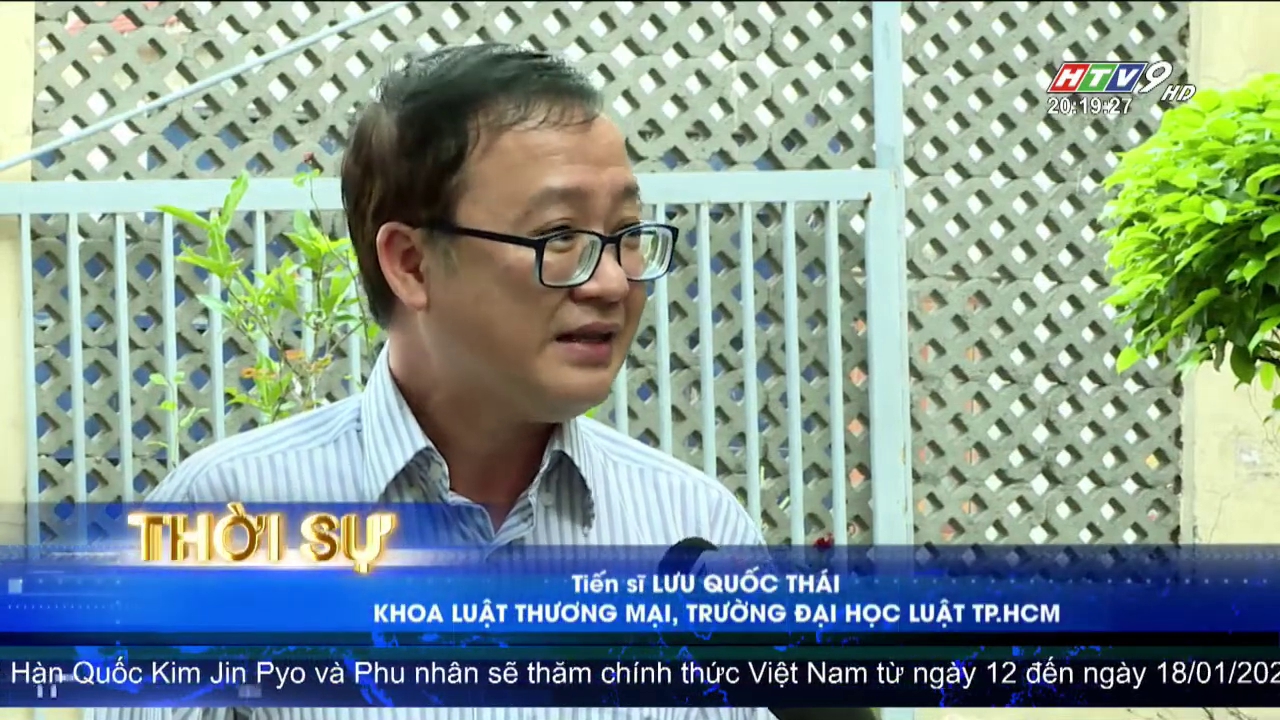 HTV9 HD
20:19:27
THỜI SỰ
Tiến sĩ LƯU QUỐC THÁI
KHOA LUẬT THƯƠNG MẠI, TRƯỜNG ĐẠI HỌC LUẬT TP.HCM
Hàn Quốc Kim Jin Pyo và Phu nhân sẽ thăm chính thức Việt Nam từ ngày 12 đến ngày 18/01/202